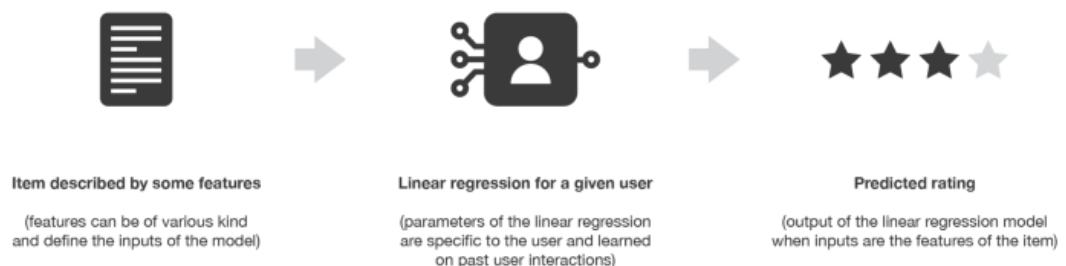 Item described by some features
(features can be of various kind
and define the inputs of the model)
Linear regression for a given user
(parameters of the linear regression
are specific to the user and learned
on past user interactions)
Predicted rating
(output of the linear regression model
when inputs are the features of the item)